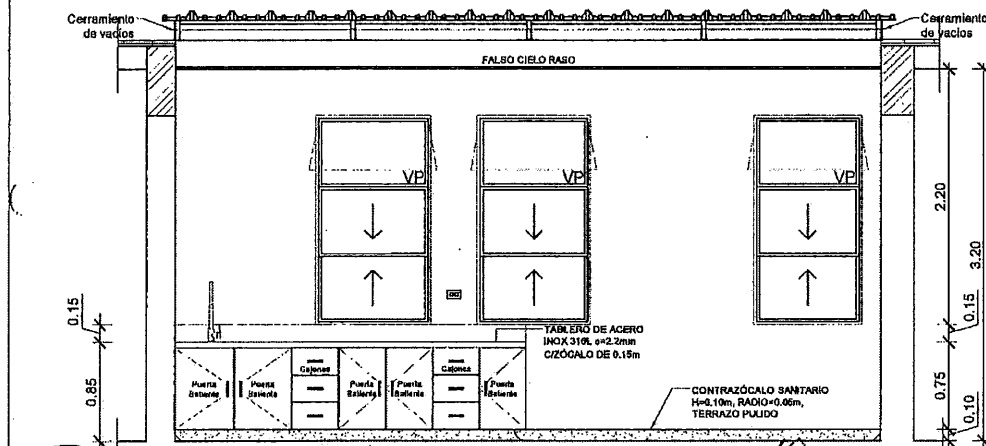 Cerramiento
de vacíos
Cerramiento
de vacíos
FALSO CIELO RASO
VP
VP
VP
2.20
3.20
0.15
0.15
TABLERO DE ACERO
INOX 316L e=2.2mm
C/ZÓCALO DE 0.15m
Puerta
Batiente
Puerta
Batiente
Cajones
Puerta
Batiente
Puerta
Batiente
Cajones
Puerta
Batiente
0.85
0.75
0.10
CONTRAZÓCALO SANITARIO
H=0.10m, RADIO=0.05m,
TERRAZO PULIDO